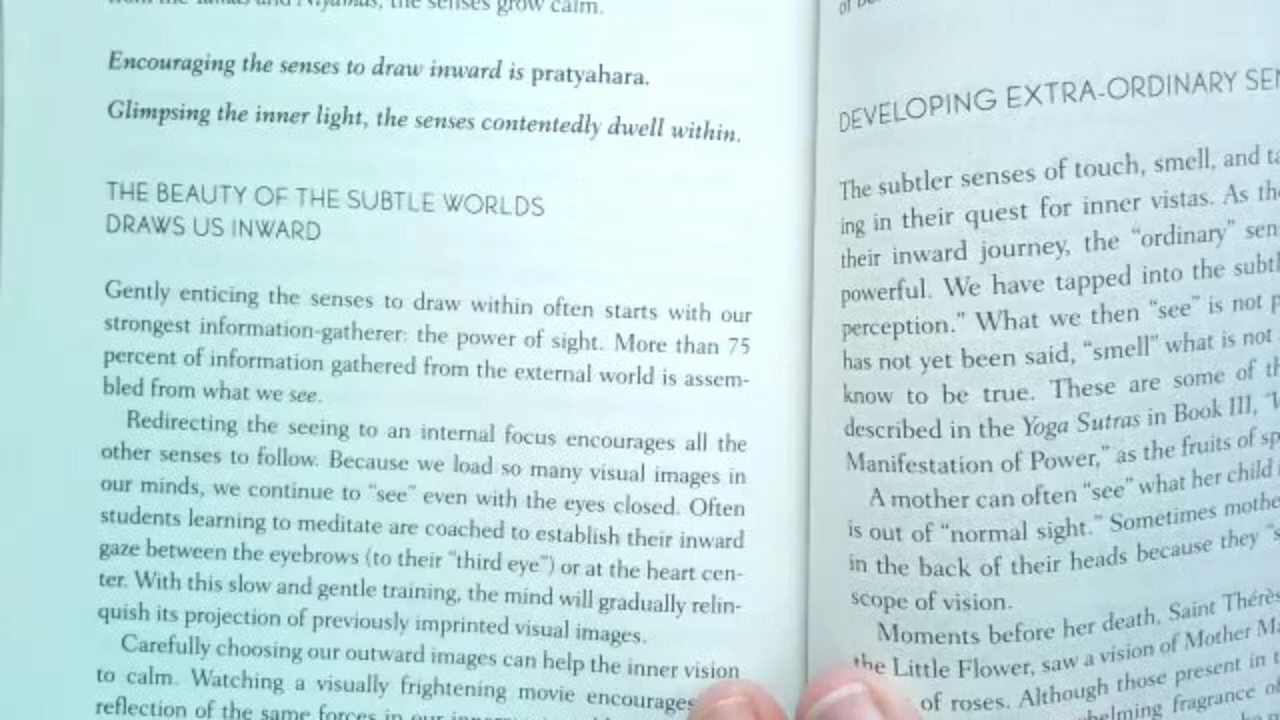 from the Yamas and Niyamas, the senses grow calm.
Encouraging the senses to draw inward is pratyahara.
Glimpsing the inner light, the senses contentedly dwell within.
THE BEAUTY OF THE SUBTLE WORLDS
DRAWS US INWARD
Gently enticing the senses to draw within often starts with our
strongest information-gatherer: the power of sight. More than 75
percent of information gathered from the external world is assem-
bled from what we see.
Redirecting the seeing to an internal focus encourages all the
other senses to follow. Because we load so many visual images in
our minds, we continue to “see” even with the eyes closed. Often
students learning to meditate are coached to establish their inward
gaze between the eyebrows (to their “third eye”) or at the heart cen-
ter. With this slow and gentle training, the mind will gradually relin-
quish its projection of previously imprinted visual images.
Carefully choosing our outward images can help the inner vision
to calm. Watching a visually frightening movie encourages
reflection of the same forces in our
of
DEVELOPING EXTRA-ORDINARY
The subtler senses of touch, smell, and
ing in their quest for inner vistas. As
their inward journey, the “ordinary”
powerful. We have tapped into the
perception.” What we then “see” is not
has not yet been said, “smell” what is not
know to be true. These are some of
described in the Yoga Sutras in Book III,
Manifestation of Power,” as the fruits of
A mother can often “see” what her child
is out of “normal sight.” Sometimes
in the back of their heads because they
scope of vision.
Moments before her death, Saint
the Little Flower, saw a vision of Mother
of roses. Although those present in
fragrance